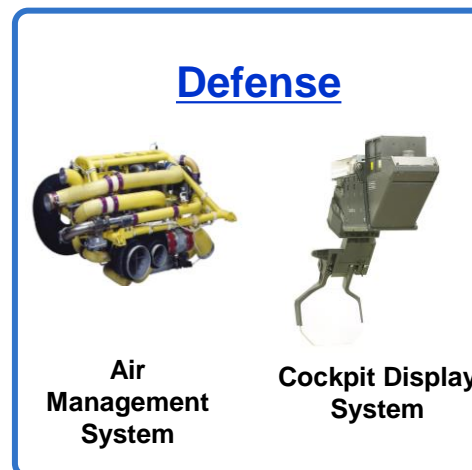 Defense
Air
Management
System
Cockpit Display
System